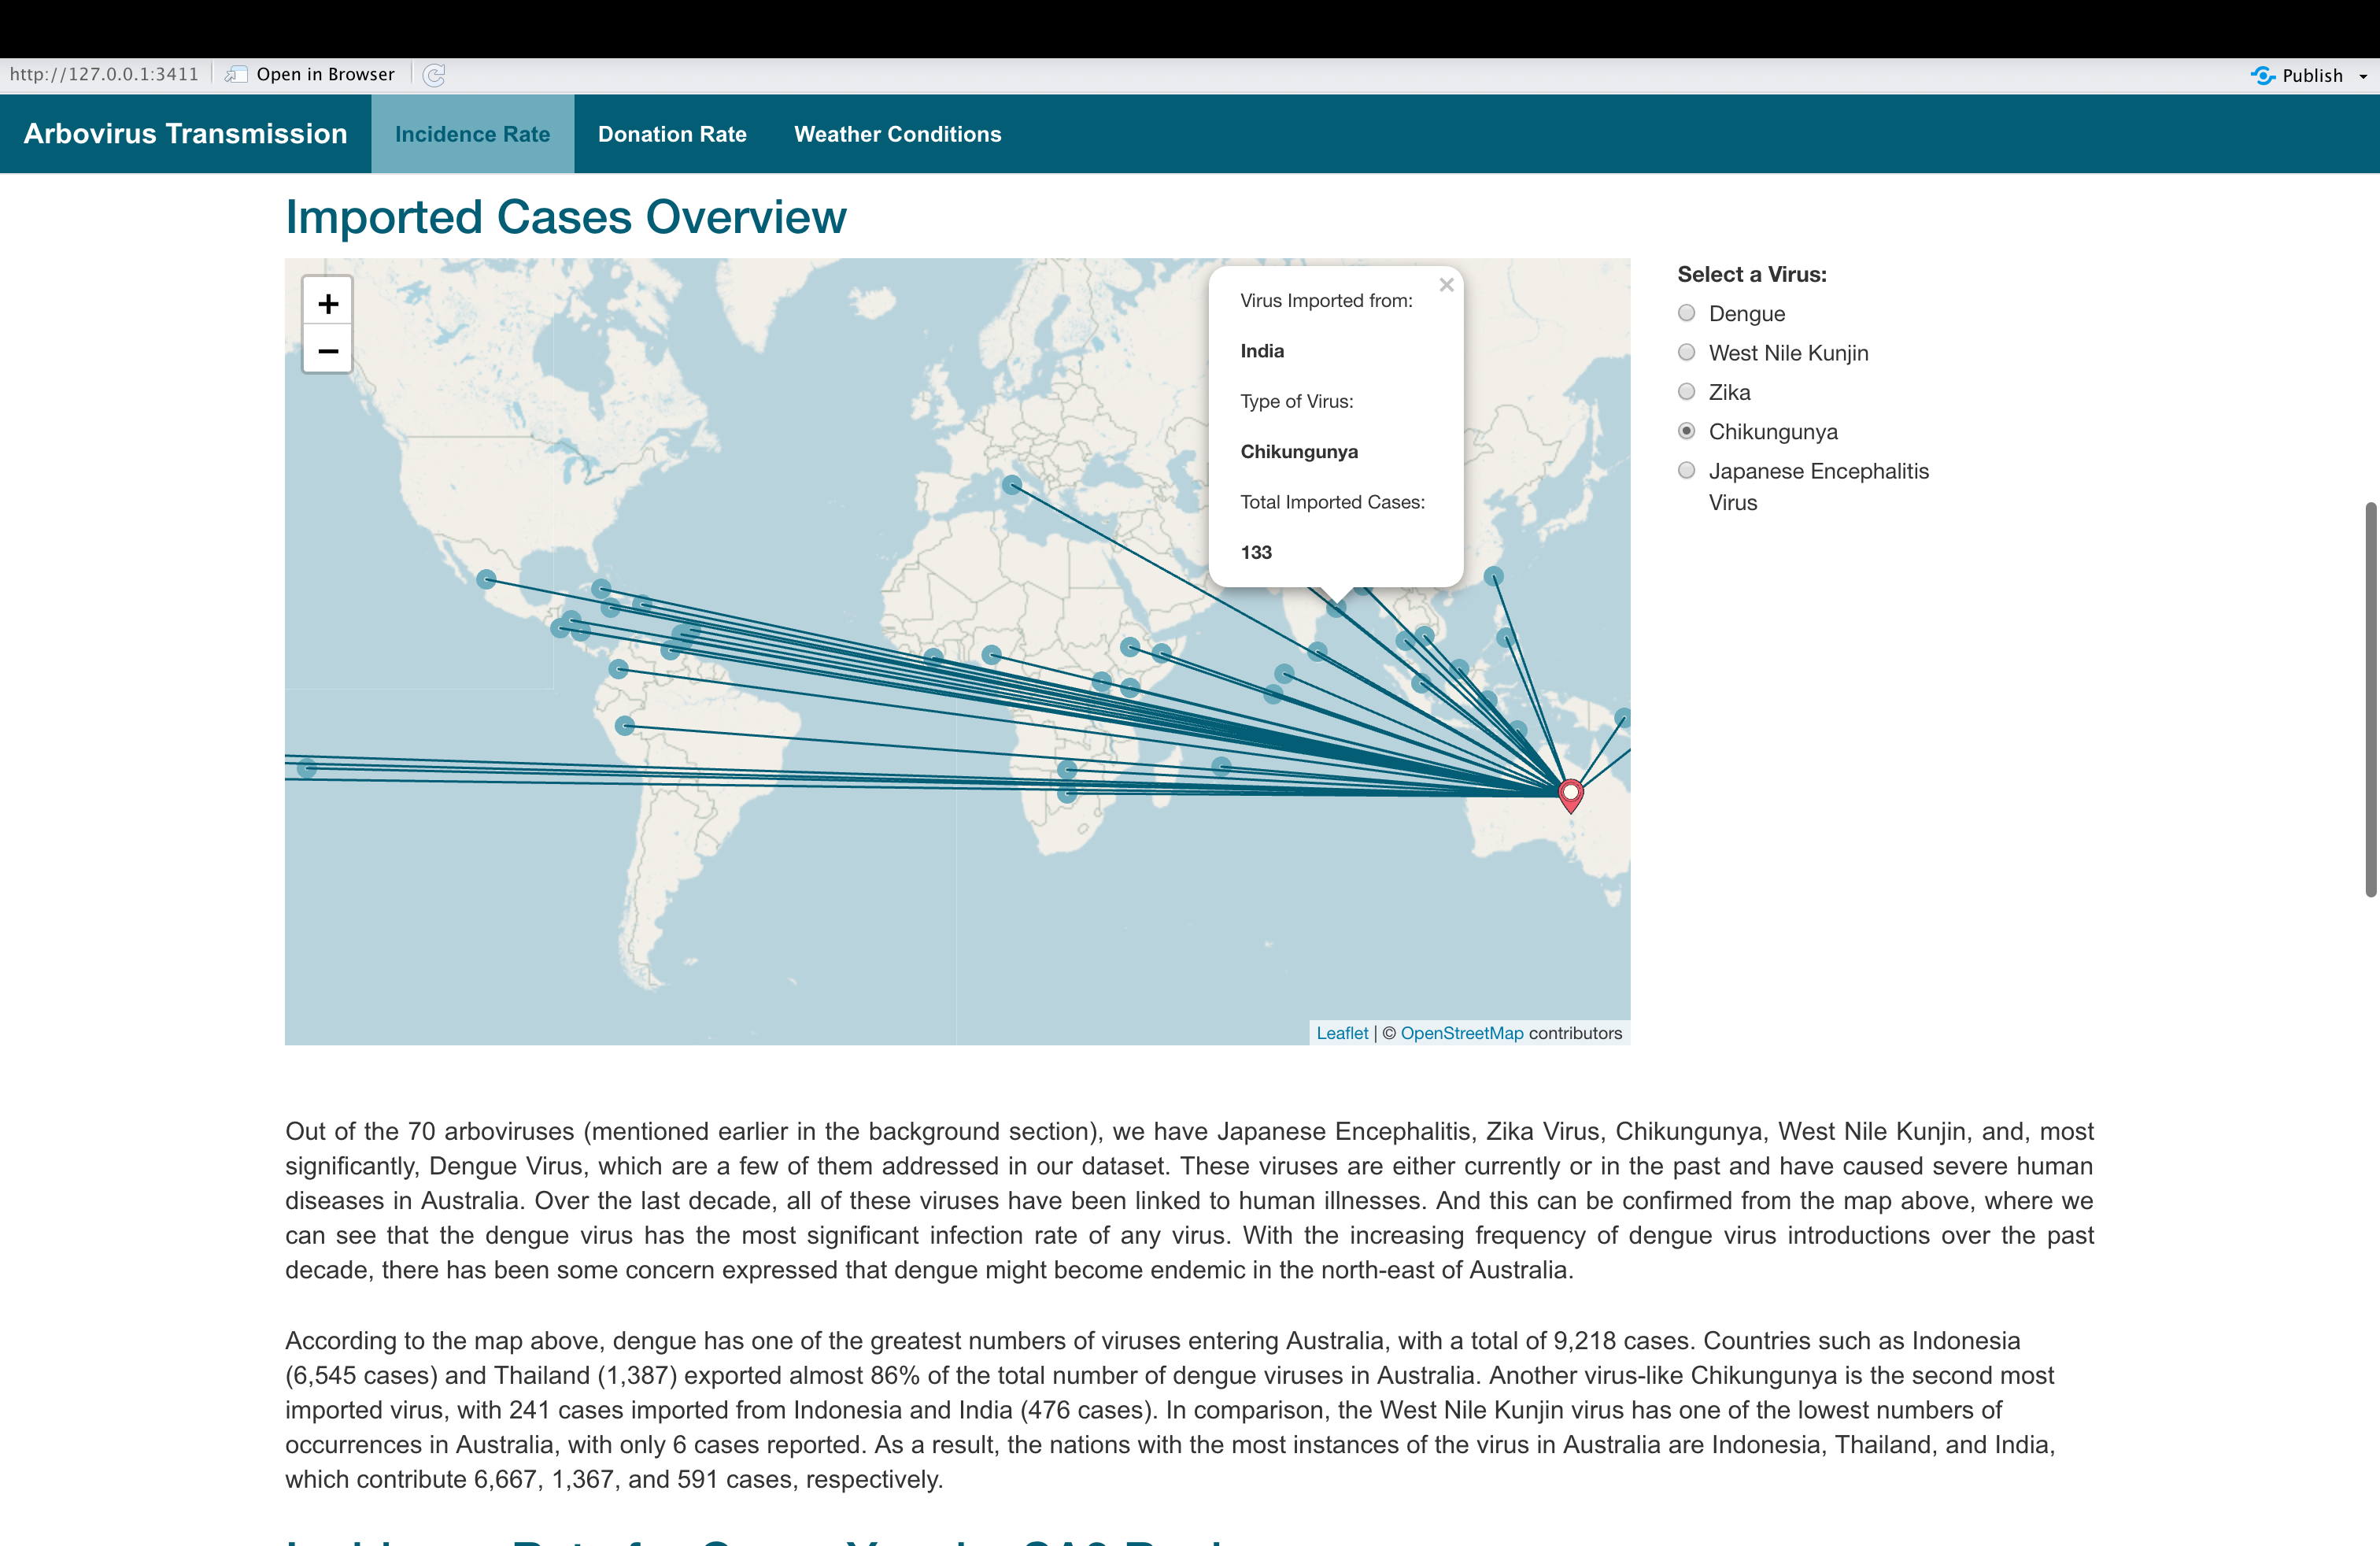 http://127.0.0.1:3411 Open in Browser Publish
Arbovirus Transmission Incidence Rate Donation Rate Weather Conditions
Imported Cases Overview
+
−
Virus Imported from:
×
India
Type of Virus:
Chikungunya
Total Imported Cases:
133
Select a Virus:
Dengue
West Nile Kunjin
Zika
Chikungunya
Japanese Encephalitis
Virus
Leaflet | © OpenStreetMap contributors
Out of the 70 arboviruses (mentioned earlier in the background section), we have Japanese Encephalitis, Zika Virus, Chikungunya, West Nile Kunjin, and, most
significantly, Dengue Virus, which are a few of them addressed in our dataset. These viruses are either currently or in the past and have caused severe human
diseases in Australia. Over the last decade, all of these viruses have been linked to human illnesses. And this can be confirmed from the map above, where we
can see that the dengue virus has the most significant infection rate of any virus. With the increasing frequency of dengue virus introductions over the past
decade, there has been some concern expressed that dengue might become endemic in the north-east of Australia.
According to the map above, dengue has one of the greatest numbers of viruses entering Australia, with a total of 9,218 cases. Countries such as Indonesia
(6,545 cases) and Thailand (1,387) exported almost 86% of the total number of dengue viruses in Australia. Another virus-like Chikungunya is the second most
imported virus, with 241 cases imported from Indonesia and India (476 cases). In comparison, the West Nile Kunjin virus has one of the lowest numbers of
occurrences in Australia, with only 6 cases reported. As a result, the nations with the most instances of the virus in Australia are Indonesia, Thailand, and India,
which contribute 6,667, 1,367, and 591 cases, respectively.